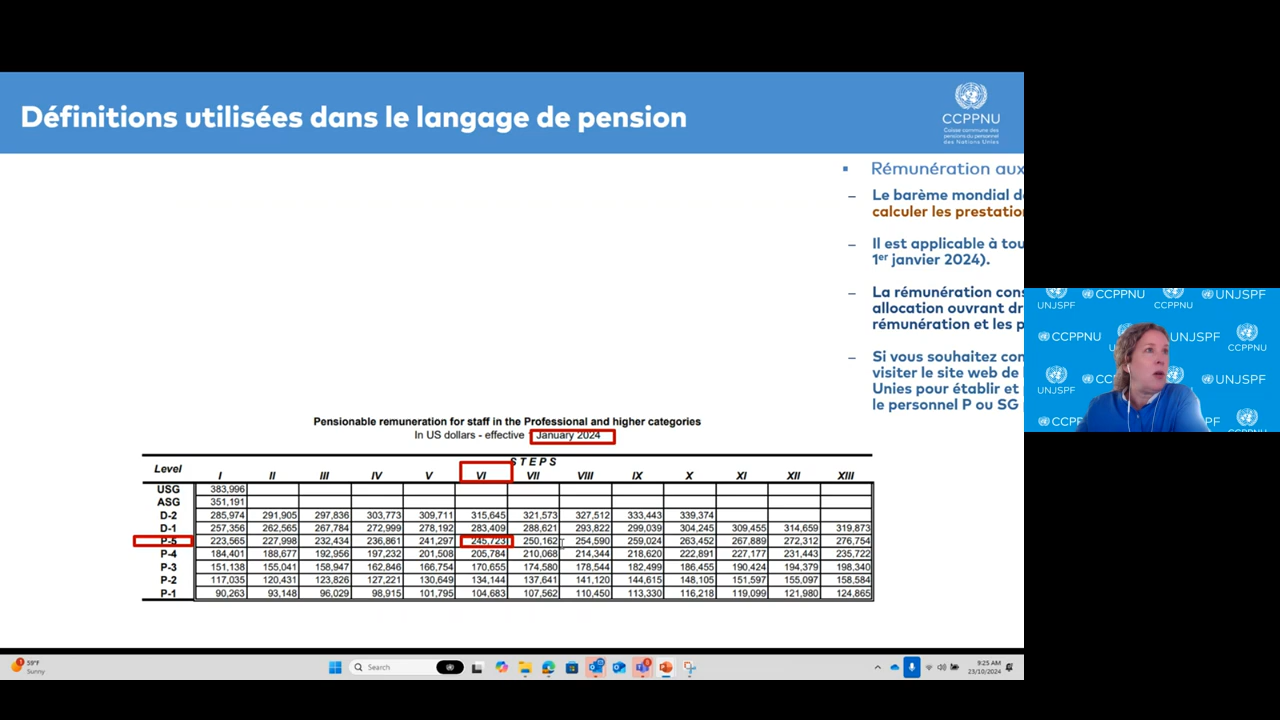 Définitions utilisées dans le langage de pension
CCPPNU
Caisse commune des
pensions du personnel
des Nations Unies
▪ Rémunération aux
– Le barème mondial de
calculer les prestation
– Il est applicable à tou
1er janvier 2024).
– La rémunération cons
allocation ouvrant dr
rémunération et les p
– Si vous souhaitez con
visiter le site web de
Unies pour établir et
le personnel P ou SG
Pensionable remuneration for staff in the Professional and higher categories
In US dollars - effective January 2024
STEPS
Level I II III IV V VI VII VIII IX X XI XII XIII
USG 383,996
ASG 351,191
D-2 285,974 291,905 297,836 303,773 309,711 315,645 321,573 327,512 333,443 339,374
D-1 257,356 262,565 267,784 272,999 278,192 283,409 288,621 293,822 299,039 304,245 309,455 314,659 319,873
P-5 223,565 227,998 232,434 236,861 241,297 245,723 250,162 254,590 259,024 263,452 267,889 272,321 276,754
P-4 184,401 188,677 192,956 197,232 201,508 205,784 210,068 214,344 218,620 222,891 227,177 231,443 235,722
P-3 151,138 155,041 158,947 162,846 166,754 170,655 174,580 178,544 182,499 186,455 190,424 194,379 198,340
P-2 117,035 120,431 123,826 127,221 130,649 134,144 137,641 141,120 144,615 148,105 151,597 155,097 158,584
P-1 90,263 93,148 96,029 98,915 101,795 104,683 107,562 110,450 113,330 116,218 119,099 121,980 124,865
UNJSPF CCPPNU CCPPNU UNJSPF
CCPPNU UNJSPF CCPPNU
UNJSPF CCPPNU UNJSPF
59°F
Sunny
Search
9:25 AM
23/10/2024